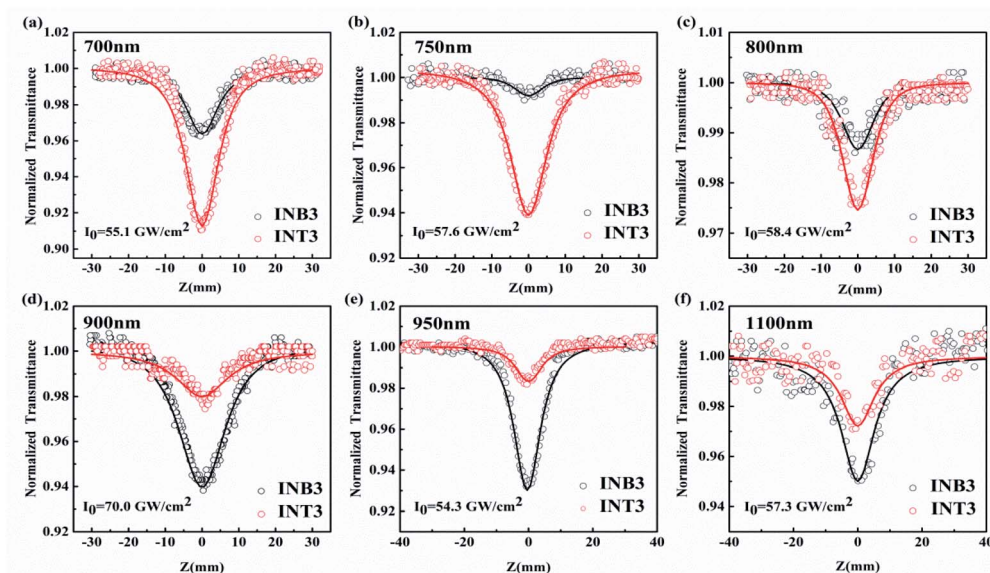 (a)
1.02
1.00
0.98
0.96
0.94
0.92
0.90
Normalized Transmittance
700nm
I0=55.1 GW/cm2
INB3
INT3
-30 -20 -10 0 10 20 30
Z(mm)
(b)
1.02
1.00
0.98
0.96
0.94
0.92
Normalized Transmittance
750nm
I0=57.6 GW/cm2
INB3
INT3
-30 -20 -10 0 10 20 30
Z(mm)
(c)
1.01
1.00
0.99
0.98
0.97
Normalized Transmittance
800nm
I0=58.4 GW/cm2
INB3
INT3
-30 -20 -10 0 10 20 30
Z(mm)
(d)
1.02
1.00
0.98
0.96
0.94
0.92
Normalized Transmittance
900nm
I0=70.0 GW/cm2
INB3
INT3
-30 -20 -10 0 10 20 30
Z(mm)
(e)
1.02
1.00
0.98
0.96
0.94
0.92
Normalized Transmittance
950nm
I0=54.3 GW/cm2
INB3
INT3
-40 -20 0 20 40
Z(mm)
(f)
1.02
1.00
0.98
0.96
0.94
Normalized Transmittance
1100nm
I0=57.3 GW/cm2
INB3
INT3
-40 -20 0 20 40
Z(mm)